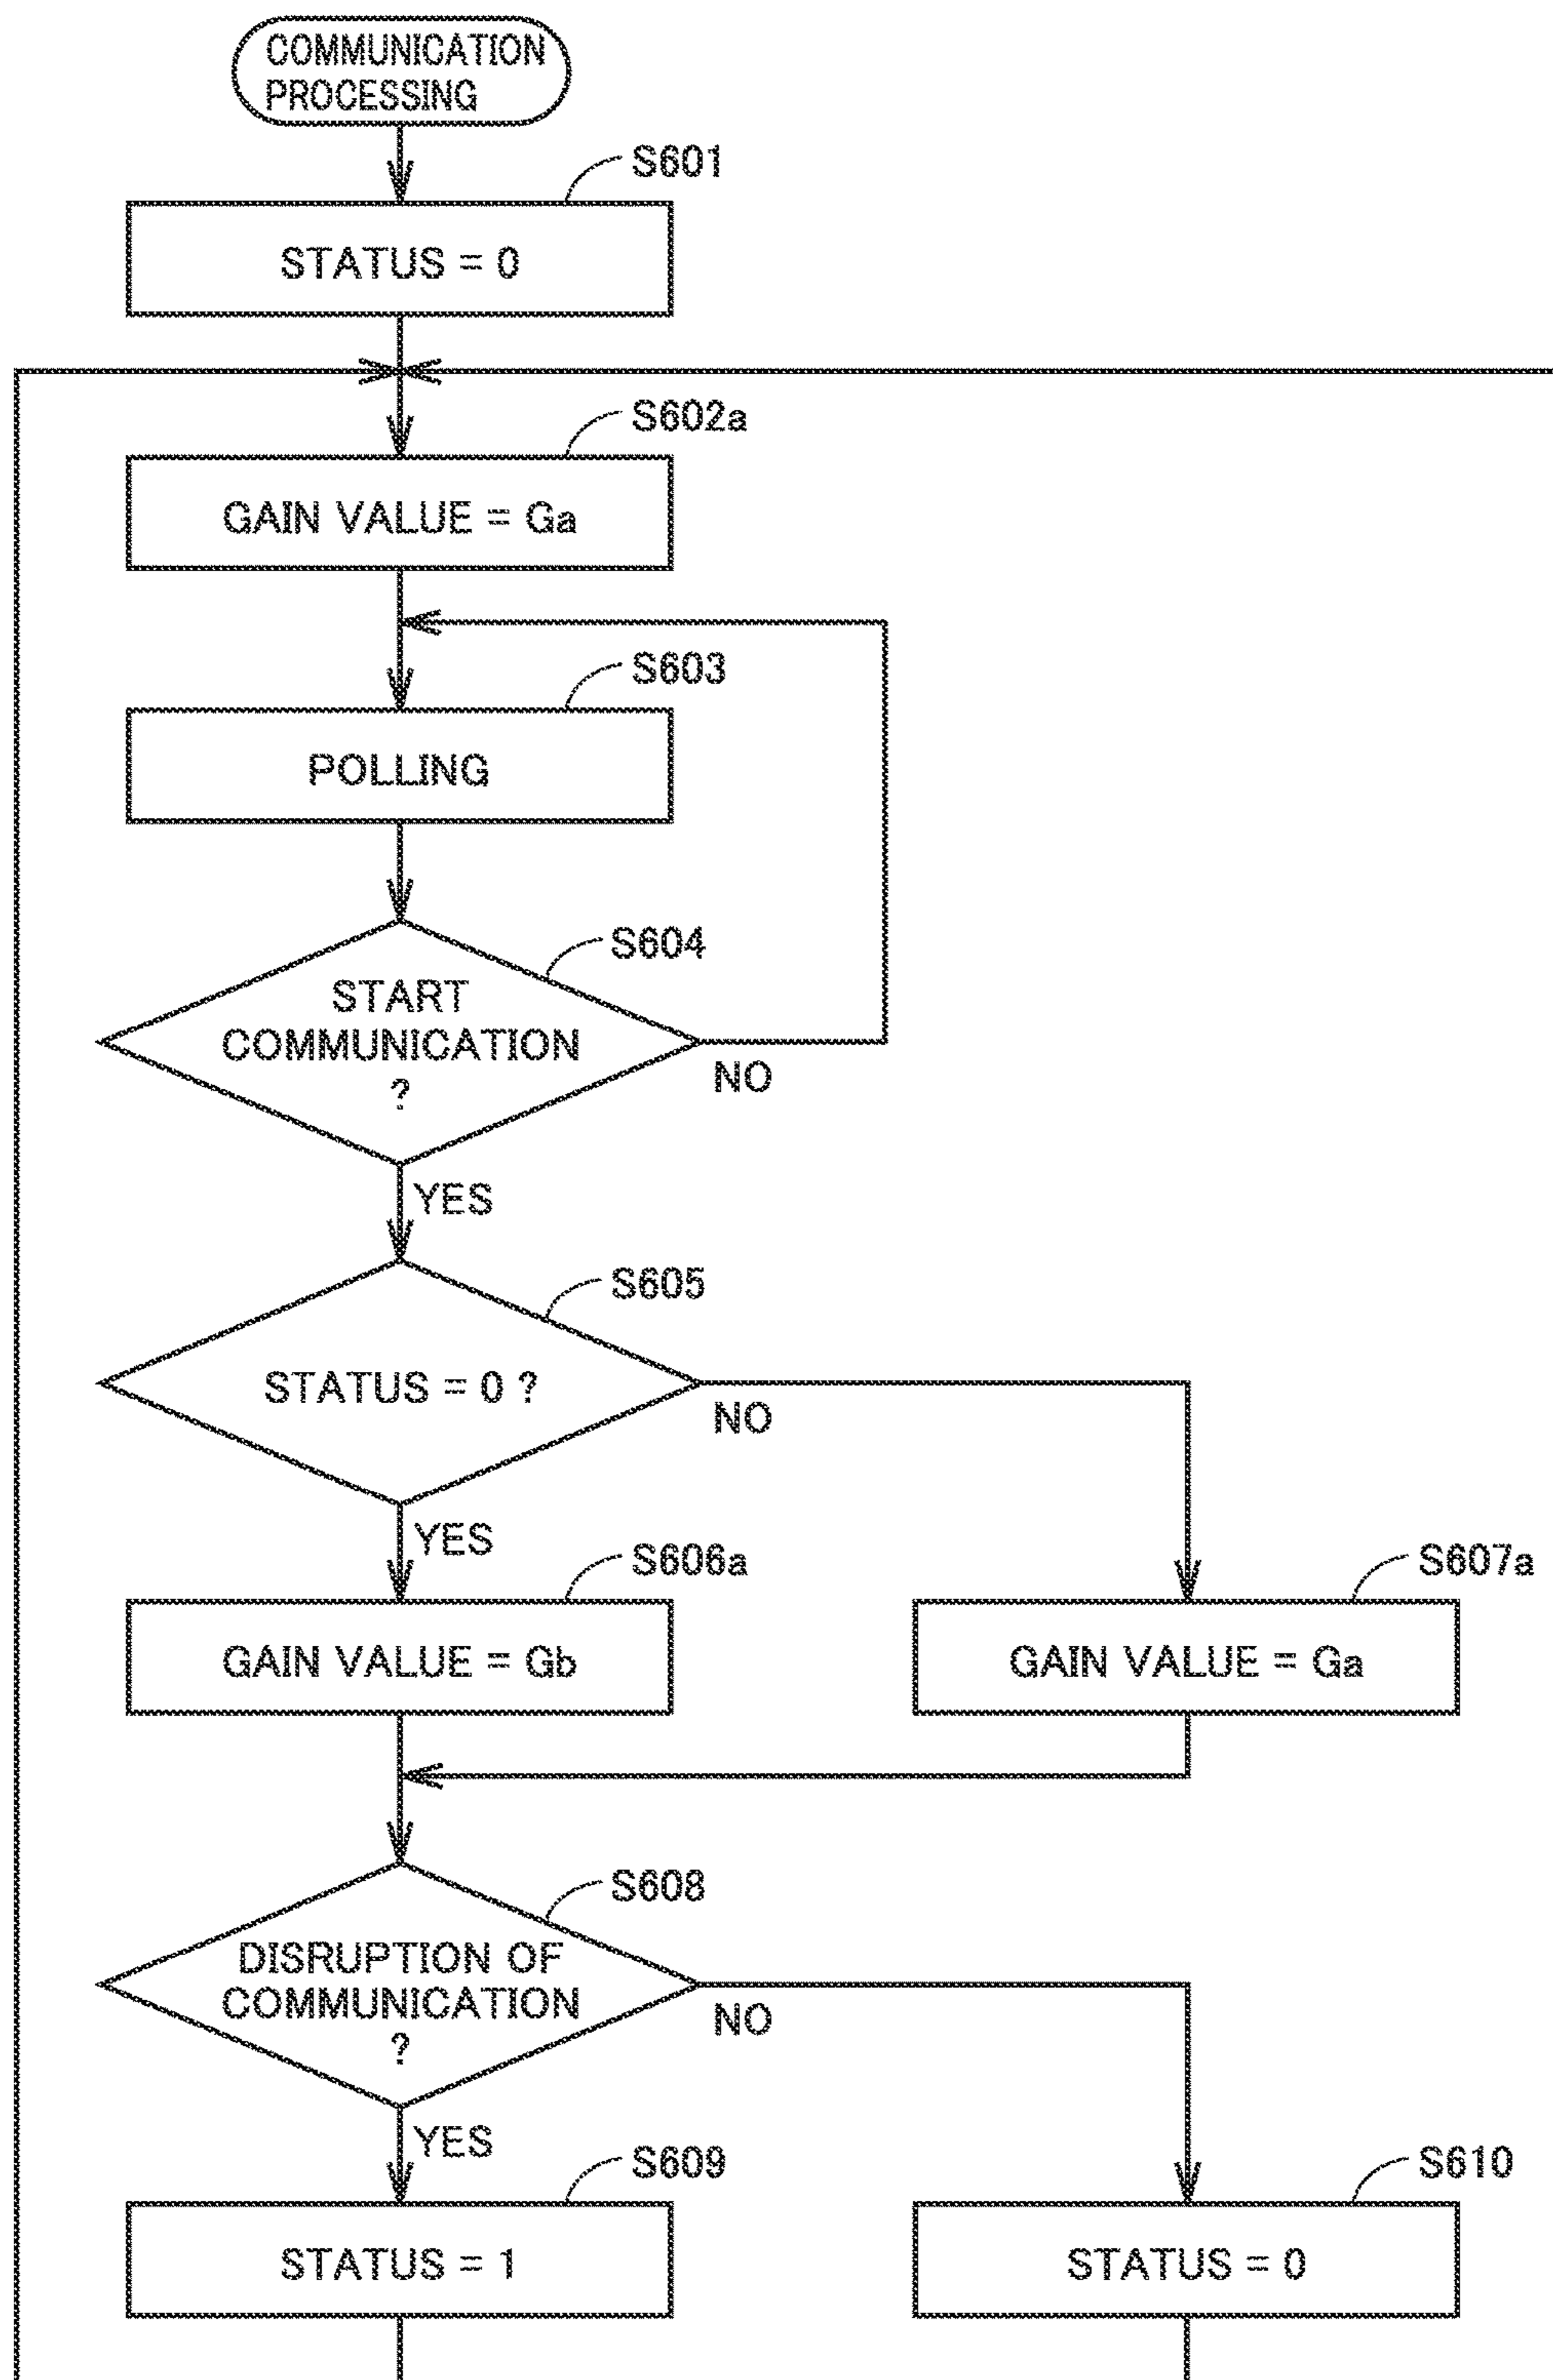 COMMUNICATION
PROCESSING
S601
STATUS = 0
S602a
GAIN VALUE = Ga
S603
POLLING
S604
START
COMMUNICATION
?
NO
YES
S605
STATUS = 0 ?
NO
YES
S606a
S607a
GAIN VALUE = Gb
GAIN VALUE = Ga
S608
DISRUPTION OF
COMMUNICATION
?
NO
YES
S609
S610
STATUS = 1
STATUS = 0